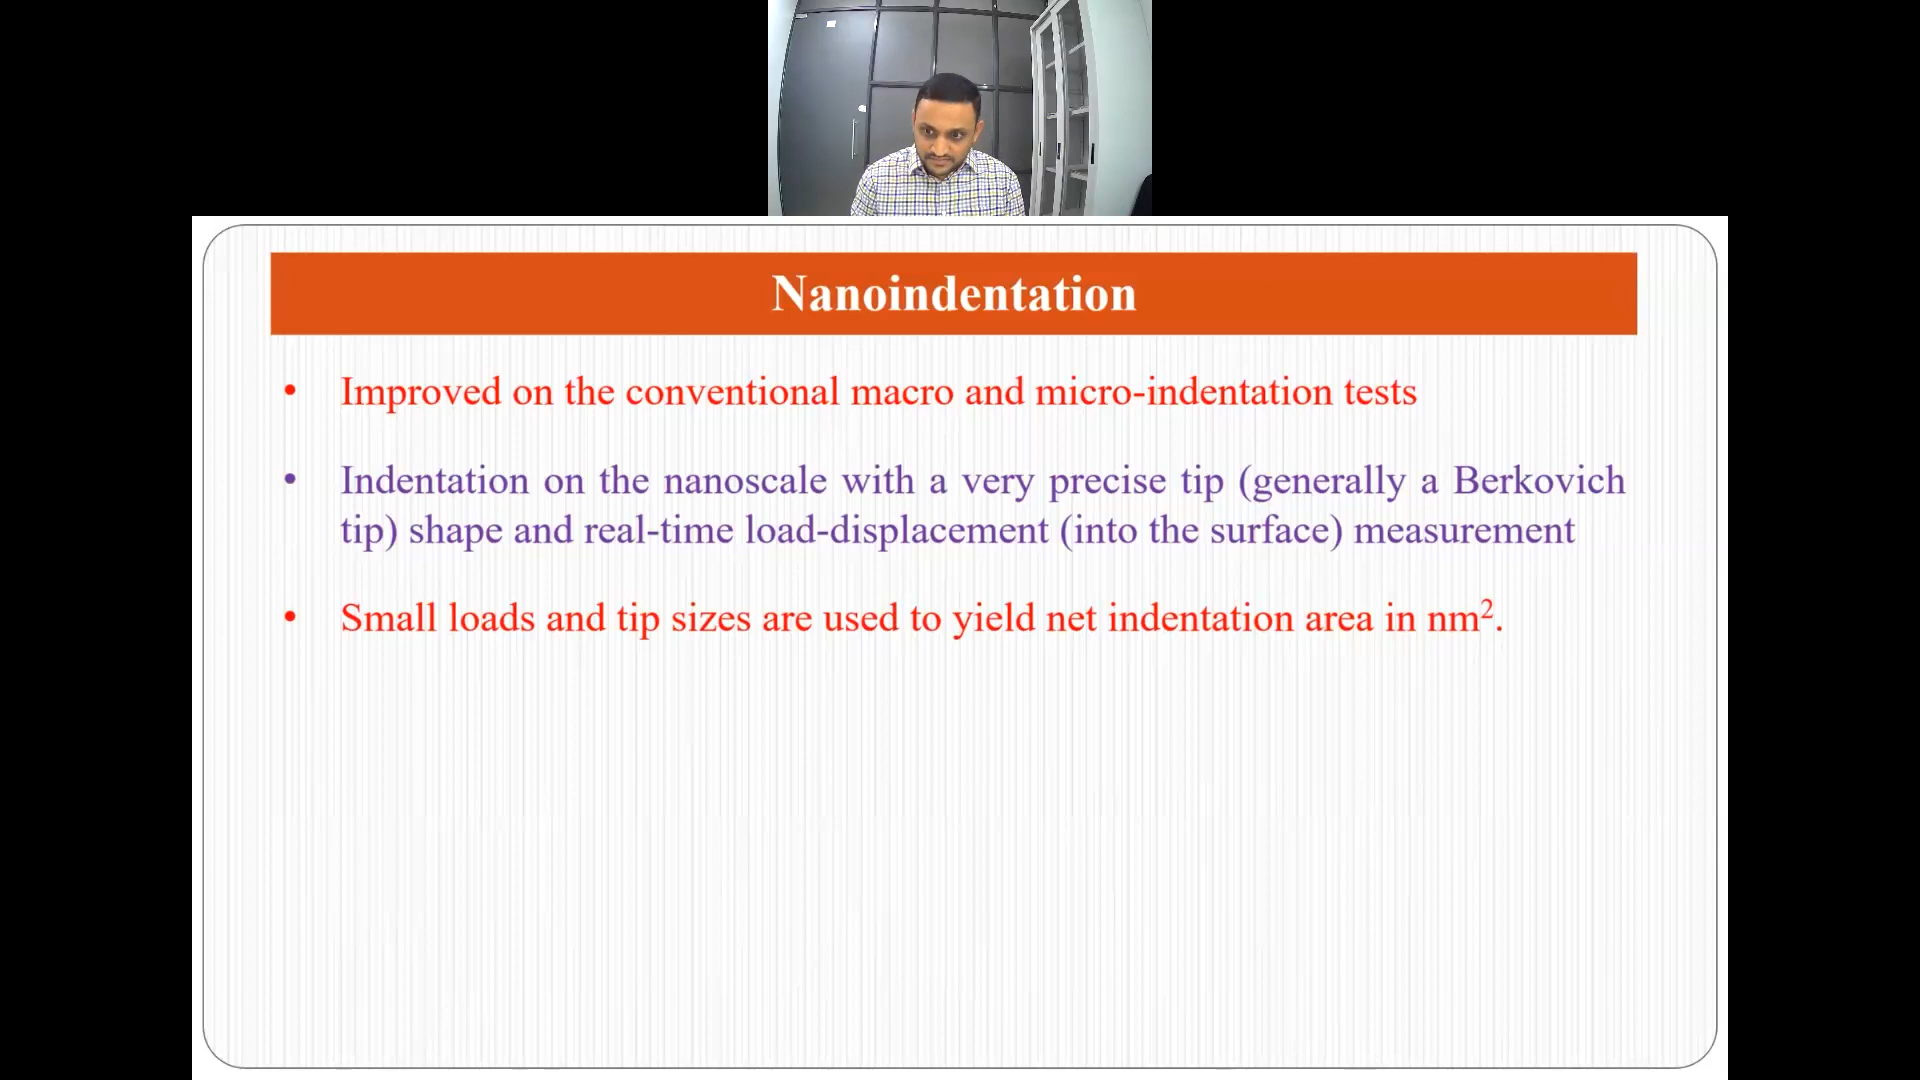 Nanoindentation
• Improved on the conventional macro and micro-indentation tests
• Indentation on the nanoscale with a very precise tip (generally a Berkovich
tip) shape and real-time load-displacement (into the surface) measurement
• Small loads and tip sizes are used to yield net indentation area in nm².